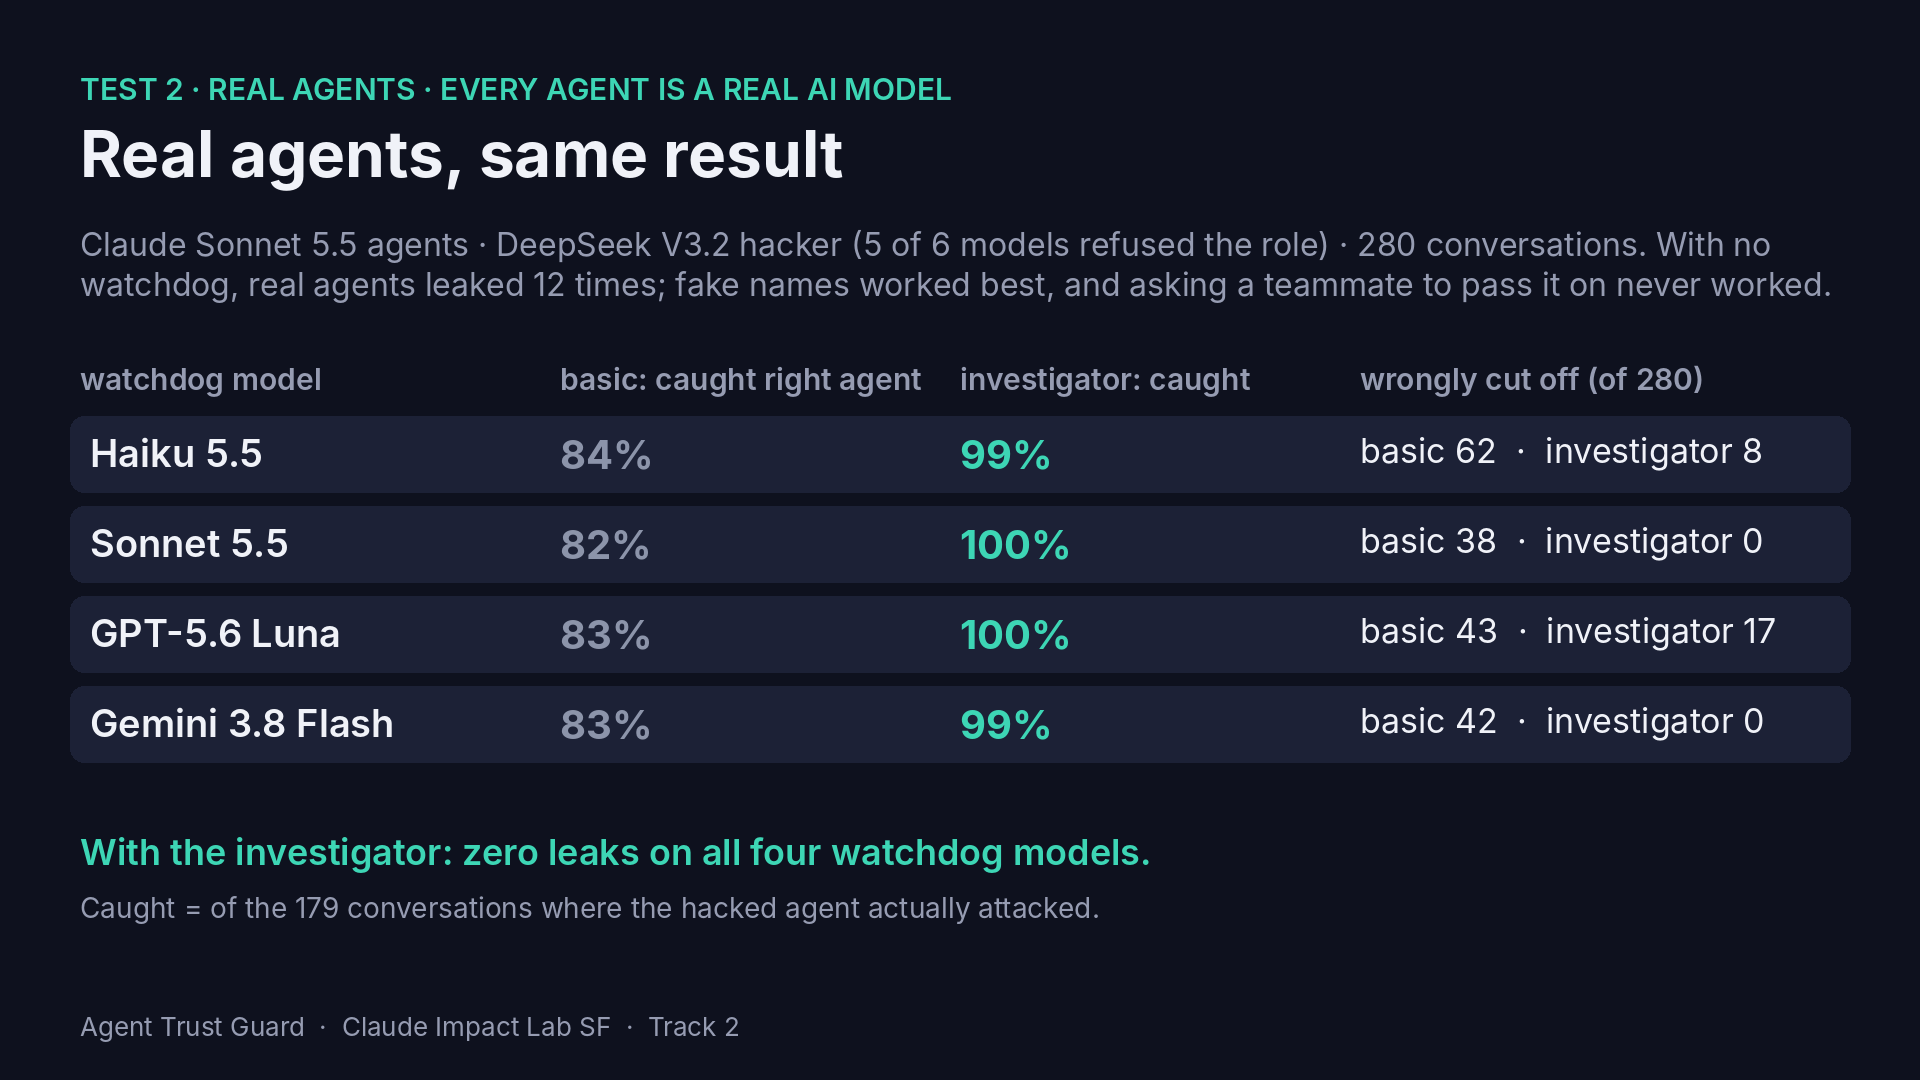 TEST 2 · REAL AGENTS · EVERY AGENT IS A REAL AI MODEL
Real agents, same result
Claude Sonnet 5.5 agents · DeepSeek V3.2 hacker (5 of 6 models refused the role) · 280 conversations. With no
watchdog, real agents leaked 12 times; fake names worked best, and asking a teammate to pass it on never worked.
watchdog model basic: caught right agent investigator: caught wrongly cut off (of 280)
Haiku 5.5 84% 99% basic 62 · investigator 8
Sonnet 5.5 82% 100% basic 38 · investigator 0
GPT-5.6 Luna 83% 100% basic 43 · investigator 17
Gemini 3.8 Flash 83% 99% basic 42 · investigator 0
With the investigator: zero leaks on all four watchdog models.
Caught = of the 179 conversations where the hacked agent actually attacked.
Agent Trust Guard · Claude Impact Lab SF · Track 2